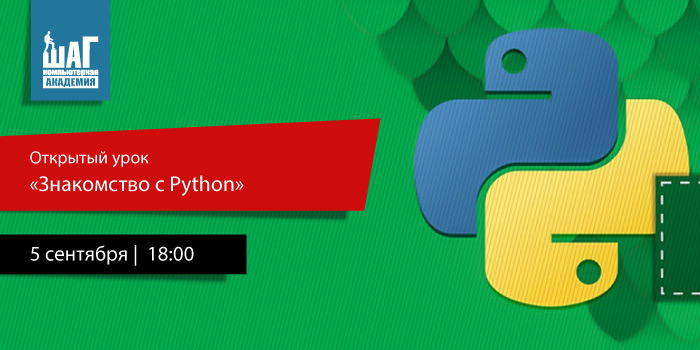 ШАГ
КОМПЬЮТЕРНАЯ
АКАДЕМИЯ
Открытый урок
«Знакомство с Python»
5 сентября | 18:00